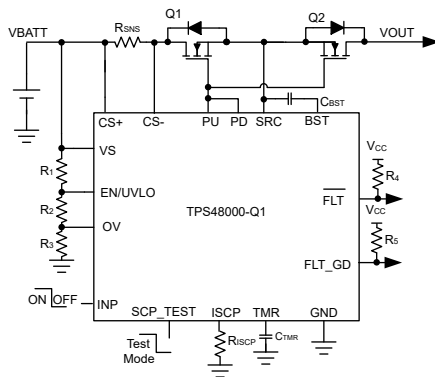 Q1
Q2
VBATT
RSNS
VOUT
CBST
CS+
CS-
PU
PD
SRC
BST
VS
VCC
R1
R4
EN/UVLO
FLT
R2
TPS48000-Q1
VCC
OV
R3
R5
FLT_GD
ON
OFF
INP
SCP_TEST
ISCP
TMR
GND
Test
Mode
RISCP
CTMR